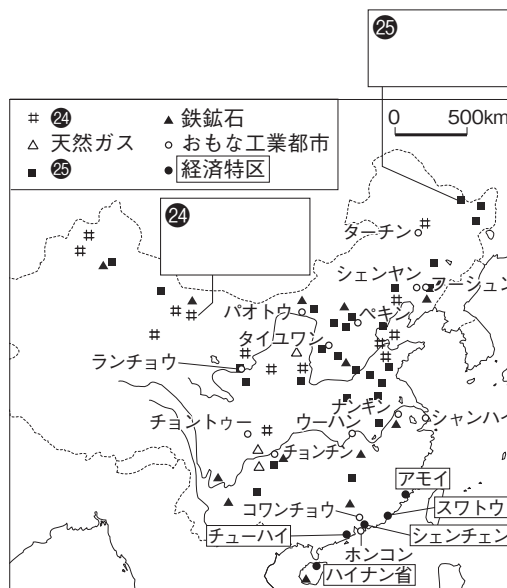 ㉕
# ㉔
▲ 鉄鉱石
△ 天然ガス
○ おもな工業都市
■ ㉕
● 経済特区
0 500km
㉔
ターチン
シェンヤン
フーシュン
パオトウ
ペキン
タイユワン
ランチョウ
ナンキン
チョントゥー
ウーハン
シャンハイ
チョンチン
アモイ
コワンチョウ
スワトウ
チューハイ
シェンチェン
ホンコン
ハイナン省